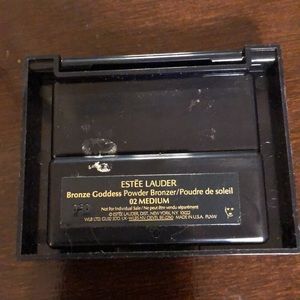 ESTĒE LAUDER
Bronze Goddess Powder Bronzer/Poudre de soleil
02 MEDIUM
Not For Individual Sale / Ne peut être vendu séparément
© ESTĒE LAUDER, DIST. NEW YORK, N.Y. 10022
MADE IN U.S.A.